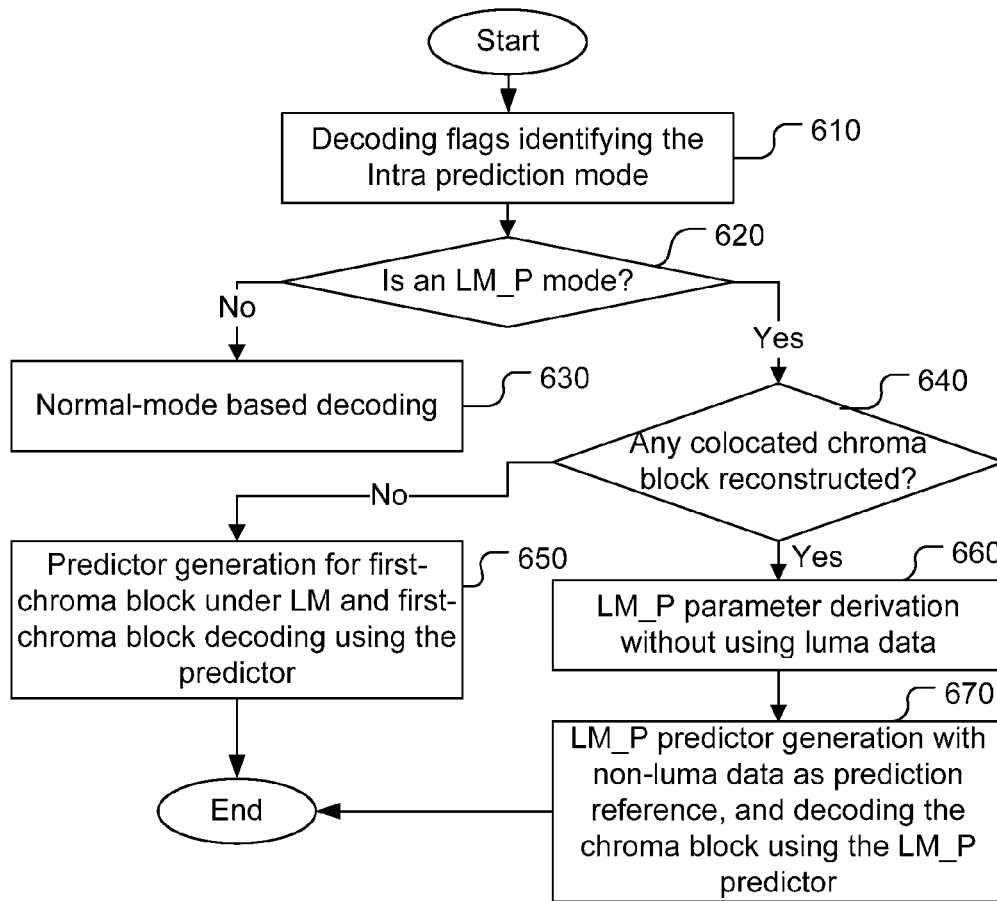 Start
Decoding flags identifying the
Intra prediction mode
610
620
Is an LM_P mode?
No
Yes
630
Normal-mode based decoding
640
Any colocated chroma
block reconstructed?
No
Yes
650
Predictor generation for first-
chroma block under LM and first-
chroma block decoding using the
predictor
660
LM_P parameter derivation
without using luma data
670
LM_P predictor generation with
non-luma data as prediction
reference, and decoding the
chroma block using the LM_P
predictor
End